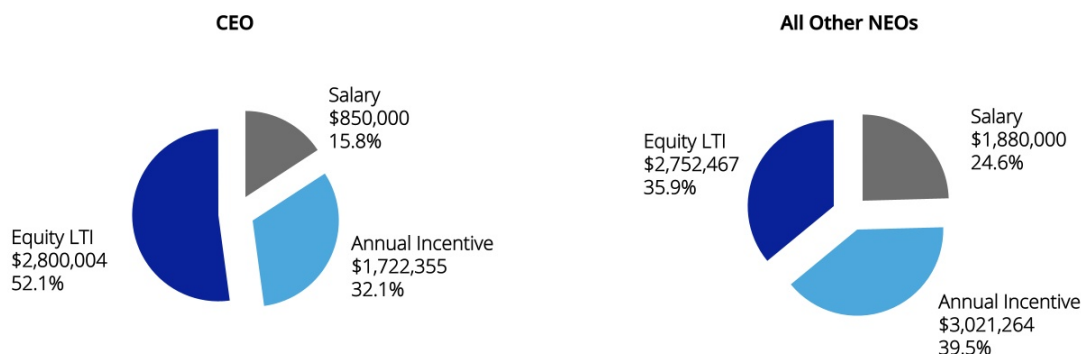 CEO
Salary
$850,000
15.8%
Equity LTI
$2,800,004
52.1%
Annual Incentive
$1,722,355
32.1%
All Other NEOs
Salary
$1,880,000
24.6%
Equity LTI
$2,752,467
35.9%
Annual Incentive
$3,021,264
39.5%